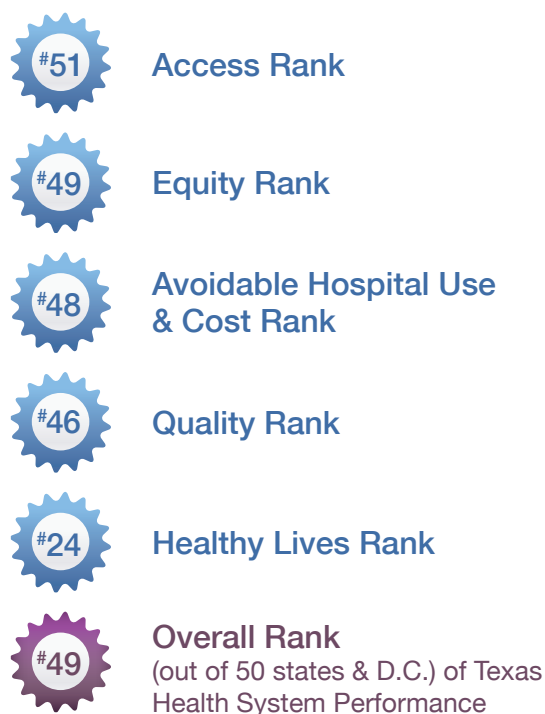 #51 Access Rank
#49 Equity Rank
#48 Avoidable Hospital Use
& Cost Rank
#46 Quality Rank
#24 Healthy Lives Rank
#49 Overall Rank
(out of 50 states & D.C.) of Texas
Health System Performance